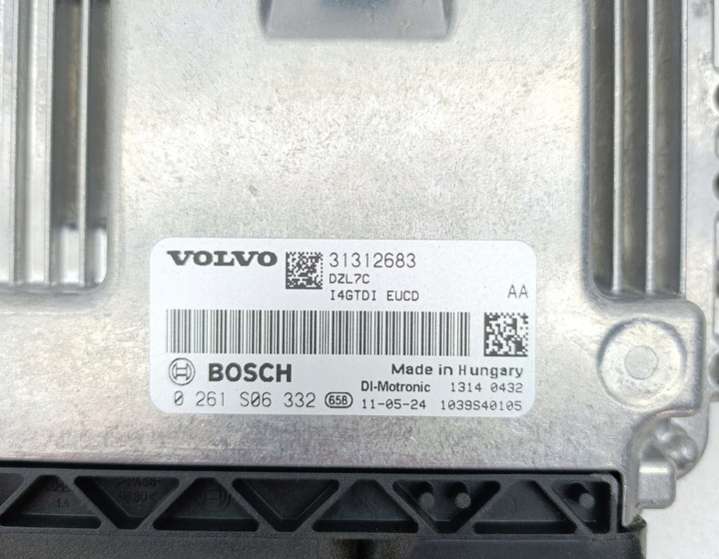 VOLVO 31312683
DZL7C
I4GTDI EUCD AA
BOSCH Made in Hungary
DI-Motronic 1314 0432
0 261 S06 332 658 11-05-24 1039S40105